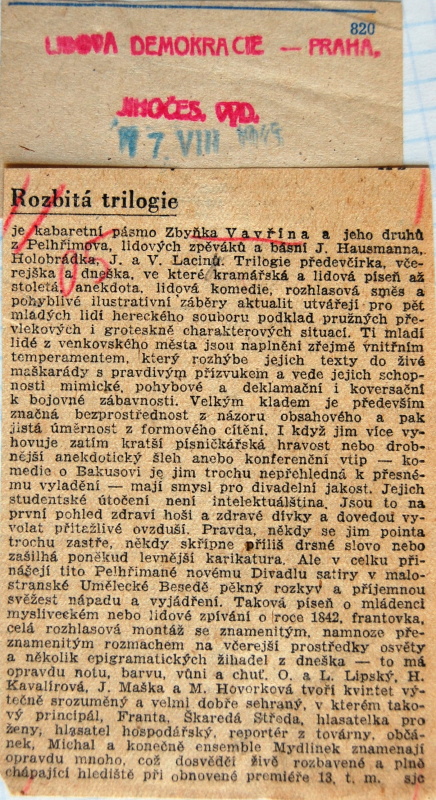 820
LIDOVÁ DEMOKRACIE — PRAHA.
JIHOČES. VYD.
17 VIII 1945
Rozbitá trilogie
je kabaretní pásmo Zbyňka Vavřina a jeho druhů
z Pelhřimova, lidových zpěváků a básní J. Hausmanna,
Holobrádka, J. a V. Lacinů. Trilogie předevčírka, vče-
rejška a dneška, ve které kramářská a lidová píseň až
stoletá, anekdota, lidová komedie, rozhlasová směs a
pohyblivé ilustrativní záběry aktualit utvářejí pro pět
mladých lidí hereckého souboru podklad pružných pře-
vlekových i groteskně charakterových situací. Ti mladí
lidé z venkovského města jsou naplněni zřejmě vnitřním
temperamentem, který rozhýbe jejich texty do živé
maškarády s pravdivým přízvukem a vede jejich schop-
nosti mimické, pohybové a deklamační i koversační
k bojovné zábavnosti. Velkým kladem je především
značná bezprostřednost z názoru obsahového a pak
jistá úměrnost z formového cítění. I když jim více vy-
hovuje zatím kratší písničkářská hravost nebo drob-
nější anekdotický šleh anebo konferenční vtip — ko-
medie o Bakusovi je jim trochu nepřehledná k přesné-
mu vyladění — mají smysl pro divadelní jakost. Jejich
studentské útočení není intelektuálština. Jsou to na
první pohled zdraví hoši a zdravé dívky a dovedou vy-
volat přitažlivé ovzduší. Pravda, někdy se jim pointa
trochu zastře, někdy skřípne příliš drsné slovo nebo
zašilhá poněkud levnější karikatura. Ale v celku při-
nášejí tito Pelhřimané novému Divadlu satiry v malo-
stranské Umělecké Besedě pěkný rozkyv a příjemnou
svěžest nápadu a vyjádření. Taková píseň o mládenci
mysliveckém nebo lidové zpívání o roce 1842, frantovka,
celá rozhlasová montáž se znamenitým, namnoze pře-
znamenitým rozmachem na včerejší prostředky osvěty
a několik epigramatických žihadel z dneška — to má
opravdu notu, barvu, vůni a chuť. O. a L. Lipský, H.
Kavalírová, J. Maška a M. Hovorková tvoří kvintet vý-
tečně srozuměný a velmi dobře sehraný, v kterém tako-
vý principál, Franta, Škaredá Středa, hlasatelka pro
ženy, hlasatel hospodářský, reportér z továrny, občá-
nek, Michal a konečně ensemble Mydlinek znamenají
opravdu mnoho, což dosvědčí živě rozbavené a plně
chápající hlediště při obnovené premiéře 13. t. m. sjc